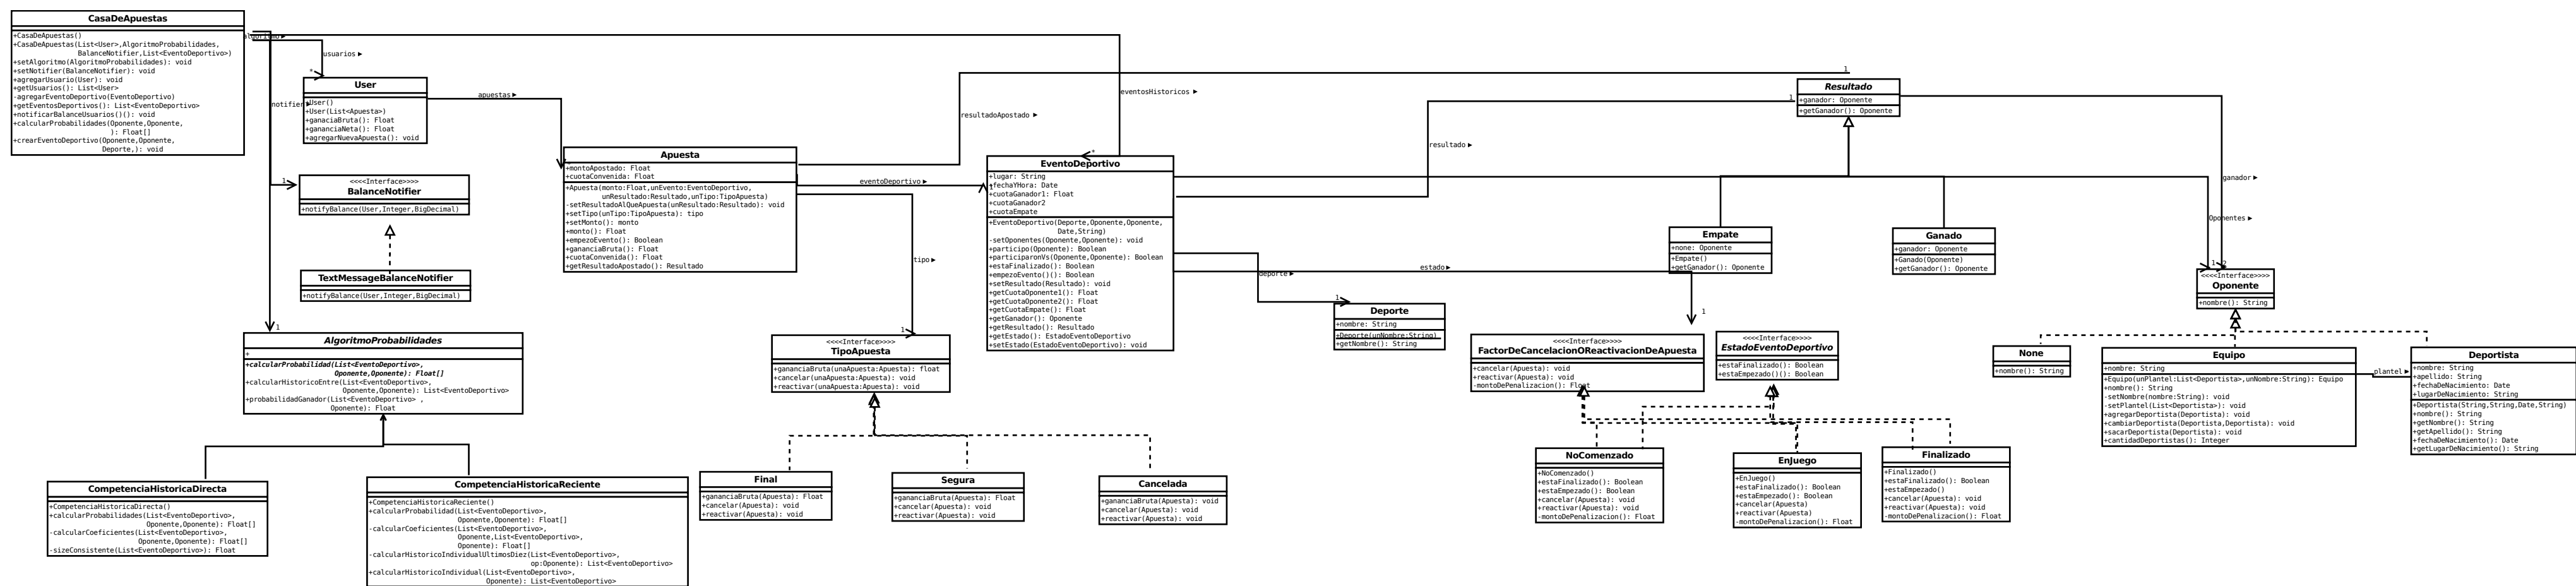 CasaDeApuestas
+CasaDeApuestas()
+CasaDeApuestas(List<User>,AlgoritmoProbabilidades,
BalanceNotifier,List<EventoDeportivo>)
+setAlgoritmo(AlgoritmoProbabilidades): void
+setNotifier(BalanceNotifier): void
+agregarUsuario(User): void
+getUsuarios(): List<User>
-agregarEventoDeportivo(EventoDeportivo)
+getEventosDeportivos(): List<EventoDeportivo>
+notificarBalanceUsuarios()(): void
+calcularProbabilidades(Oponente,Oponente,
): Float[]
+crearEventoDeportivo(Oponente,Oponente,
Deporte,): void
algoritmo ►
usuarios ►
*
notifier
1
1
User
+User()
+User(List<Apuesta>)
+ganaciaBruta(): Float
+gananciaNeta(): Float
+agregarNuevaApuesta(): void
apuestas ►
<<<<Interface>>>>
BalanceNotifier
+notifyBalance(User,Integer,BigDecimal)
TextMessageBalanceNotifier
+notifyBalance(User,Integer,BigDecimal)
AlgoritmoProbabilidades
+
+calcularProbabilidad(List<EventoDeportivo>,
Oponente,Oponente): Float[]
+calcularHistoricoEntre(List<EventoDeportivo>,
Oponente,Oponente): List<EventoDeportivo>
+probabilidadGanador(List<EventoDeportivo> ,
Oponente): Float
CompetenciaHistoricaDirecta
+CompetenciaHistoricaDirecta()
+calcularProbabilidades(List<EventoDeportivo>,
Oponente,Oponente): Float[]
-calcularCoeficientes(List<EventoDeportivo>,
Oponente,Oponente): Float[]
-sizeConsistente(List<EventoDeportivo>): Float
CompetenciaHistoricaReciente
+CompetenciaHistoricaReciente()
+calcularProbabilidad(List<EventoDeportivo>,
Oponente,Oponente): Float[]
-calcularCoeficientes(List<EventoDeportivo>,
Oponente,List<EventoDeportivo>,
Oponente): Float[]
-calcularHistoricoIndividualUltimosDiez(List<EventoDeportivo>,
op:Oponente): List<EventoDeportivo>
+calcularHistoricoIndividual(List<EventoDeportivo>,
Oponente): List<EventoDeportivo>
Apuesta
+montoApostado: Float
+cuotaConvenida: Float
+Apuesta(monto:Float,unEvento:EventoDeportivo,
unResultado:Resultado,unTipo:TipoApuesta)
-setResultadoAlQueApuesta(unResultado:Resultado): void
+setTipo(unTipo:TipoApuesta): tipo
+setMonto(): monto
+monto(): Float
+empezoEvento(): Boolean
+gananciaBruta(): Float
+cuotaConvenida(): Float
+getResultadoApostado(): Resultado
eventoDeportivo ►
resultadoApostado ►
1
tipo ►
1
<<<<Interface>>>>
TipoApuesta
+gananciaBruta(unaApuesta:Apuesta): float
+cancelar(unaApuesta:Apuesta): void
+reactivar(unaApuesta:Apuesta): void
Final
+gananciaBruta(Apuesta): Float
+cancelar(Apuesta): void
+reactivar(Apuesta): void
Segura
+gananciaBruta(Apuesta): Float
+cancelar(Apuesta): void
+reactivar(Apuesta): void
Cancelada
+gananciaBruta(Apuesta): void
+cancelar(Apuesta): void
+reactivar(Apuesta): void
eventosHistoricos ►
*
EventoDeportivo
+lugar: String
+fechaYHora: Date
+cuotaGanador1: Float
+cuotaGanador2
+cuotaEmpate
+EventoDeportivo(Deporte,Oponente,Oponente,
Date,String)
-setOponentes(Oponente,Oponente): void
+participo(Oponente): Boolean
+participaronVs(Oponente,Oponente): Boolean
+estaFinalizado(): Boolean
+empezoEvento()(): Boolean
+setResultado(Resultado): void
+getCuotaOponente1(): Float
+getCuotaOponente2(): Float
+getCuotaEmpate(): Float
+getGanador(): Oponente
+getResultado(): Resultado
+getEstado(): EstadoEventoDeportivo
+setEstado(EstadoEventoDeportivo): void
resultado ►
1
deporte ►
1
estado ►
1
Deporte
+nombre: String
+Deporte(unNombre:String)
+getNombre(): String
Resultado
+ganador: Oponente
+getGanador(): Oponente
Empate
+none: Oponente
+Empate()
+getGanador(): Oponente
Ganado
+ganador: Oponente
+Ganado(Oponente)
+getGanador(): Oponente
ganador ►
Oponentes ►
1
2
<<<<Interface>>>>
Oponente
+nombre(): String
<<<<Interface>>>>
FactorDeCancelacionOReactivacionDeApuesta
+cancelar(Apuesta): void
+reactivar(Apuesta): void
-montoDePenalizacion(): Float
<<<<Interface>>>>
EstadoEventoDeportivo
+estaFinalizado(): Boolean
+estaEmpezado()(): Boolean
NoComenzado
+NoComenzado()
+estaFinalizado(): Boolean
+estaEmpezado(): Boolean
+cancelar(Apuesta): void
+reactivar(Apuesta): void
-montoDePenalizacion(): Float
EnJuego
+EnJuego()
+estaFinalizado(): Boolean
+estaEmpezado(): Boolean
+cancelar(Apuesta)
+reactivar(Apuesta)
-montoDePenalizacion(): Float
Finalizado
+Finalizado()
+estaFinalizado(): Boolean
+estaEmpezado()
+cancelar(Apuesta): void
+reactivar(Apuesta): void
-montoDePenalizacion(): Float
None
+nombre(): String
Equipo
+nombre: String
+Equipo(unPlantel:List<Deportista>,unNombre:String): Equipo
+nombre(): String
-setNombre(nombre:String): void
-setPlantel(List<Deportista>): void
+agregarDeportista(Deportista): void
+cambiarDeportista(Deportista,Deportista): void
+sacarDeportista(Deportista): void
+cantidadDeportistas(): Integer
plantel ►
Deportista
+nombre: String
+apellido: String
+fechaDeNacimiento: Date
+lugarDeNacimiento: String
+Deportista(String,String,Date,String)
+nombre(): String
+getNombre(): String
+getApellido(): String
+fechaDeNacimiento(): Date
+getLugarDeNacimiento(): String